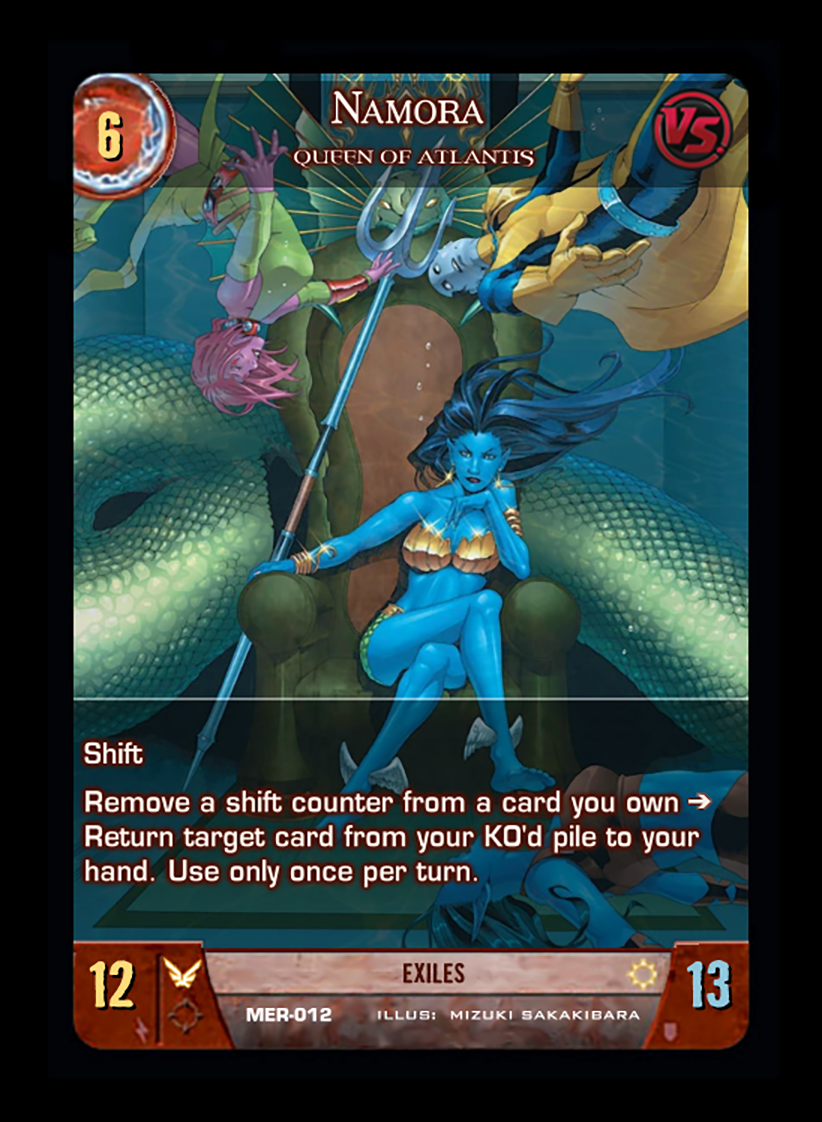 6
NAMORA
VS.
QUEEN OF ATLANTIS
Shift
Remove a shift counter from a card you own ➔
Return target card from your KO'd pile to your
hand. Use only once per turn.
12
EXILES
13
MER-012 ILLUS: MIZUKI SAKAKIBARA